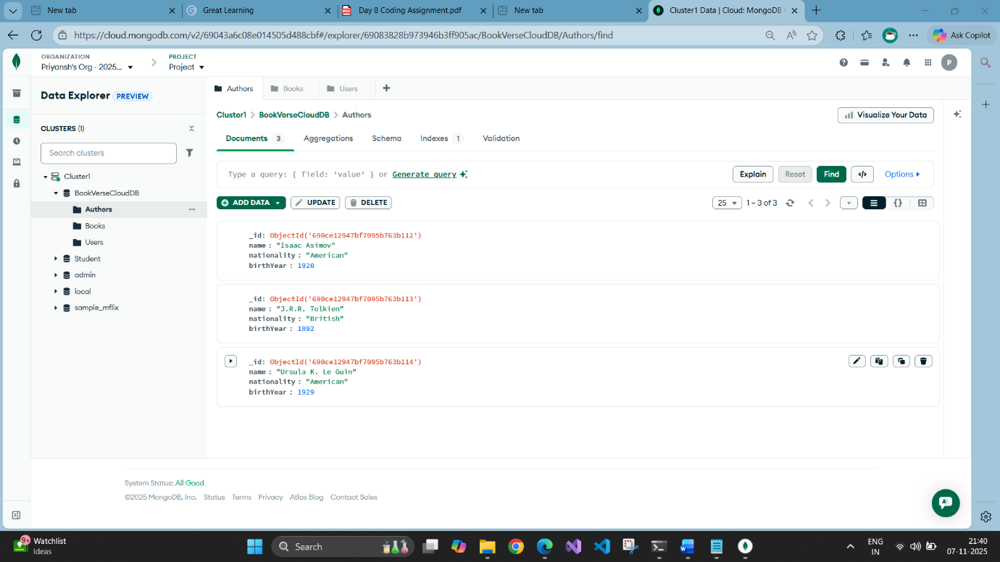 New tab
Great Learning
Day 8 Coding Assignment.pdf
New tab
Cluster1 Data | Cloud: MongoDB
https://cloud.mongodb.com/v2/69043a6c08e014505d488cbf#/explorer/69083828b973946b3ff905ac/BookVerseCloudDB/Authors/find
Ask Copilot
ORGANIZATION
Priyansh's Org - 2025...
PROJECT
Project
P
Data Explorer PREVIEW
Authors
Books
Users
Cluster1 > BookVerseCloudDB > Authors
Visualize Your Data
CLUSTERS (1)
Search clusters
Documents 3
Aggregations
Schema
Indexes 1
Validation
Type a query: { field: 'value' } or Generate query
Explain
Reset
Find
</>
Options
Cluster1
BookVerseCloudDB
Authors
Books
Users
Student
admin
local
sample_mflix
ADD DATA
UPDATE
DELETE
25
1 – 3 of 3
{}
_id: ObjectId('690ce12947bf7095b763b112')
name : "Isaac Asimov"
nationality : "American"
birthYear : 1920
_id: ObjectId('690ce12947bf7095b763b113')
name : "J.R.R. Tolkien"
nationality : "British"
birthYear : 1892
_id: ObjectId('690ce12947bf7095b763b114')
name : "Ursula K. Le Guin"
nationality : "American"
birthYear : 1929
System Status: All Good
©2025 MongoDB, Inc. Status Terms Privacy Atlas Blog Contact Sales
9+
Watchlist
Ideas
Search
ENG
IN
21:40
07-11-2025